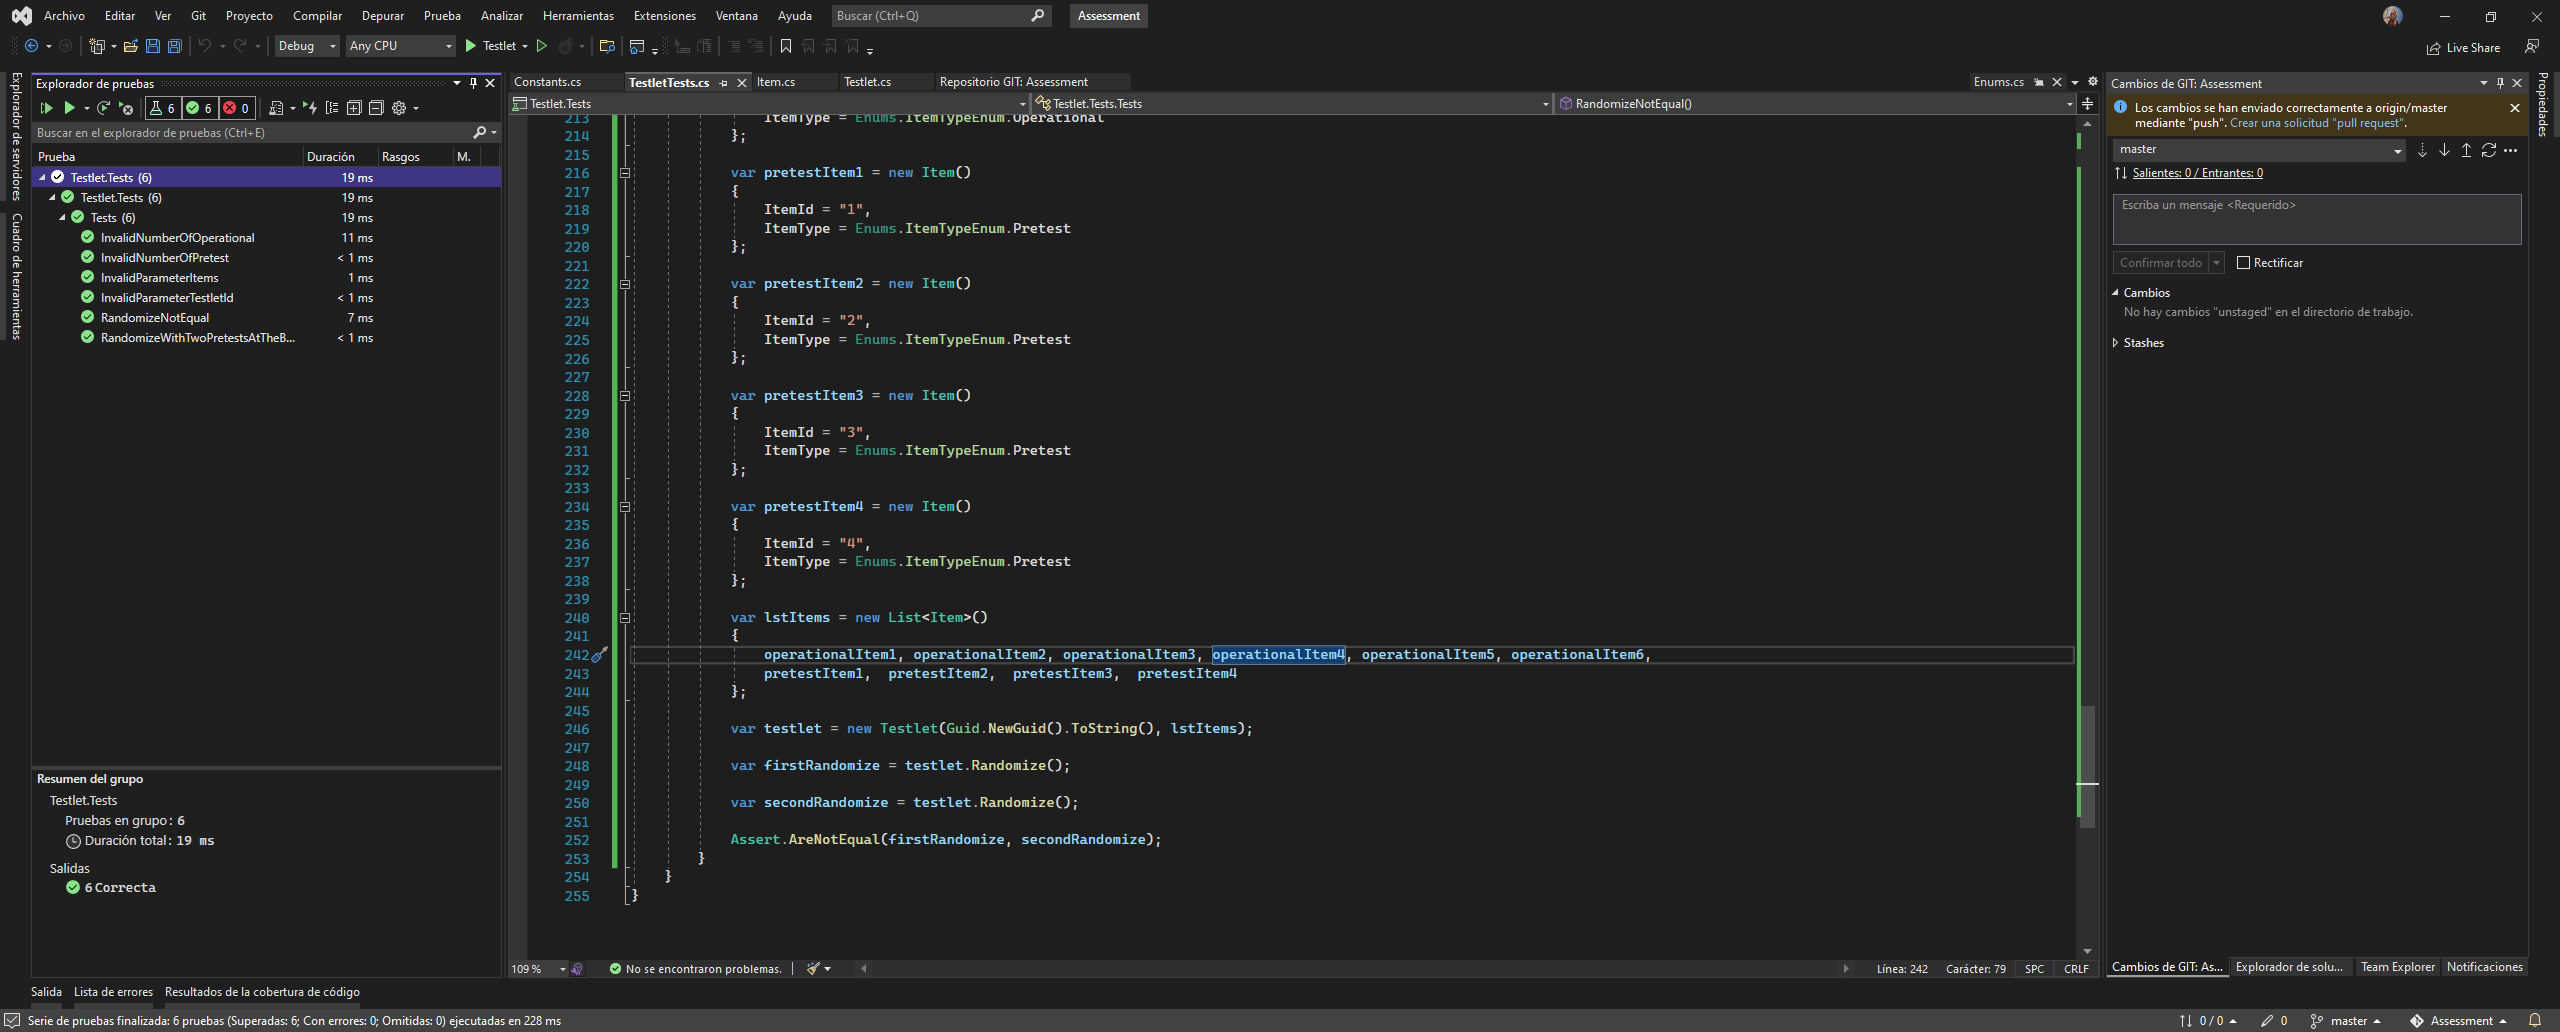 Archivo Editar Ver Git Proyecto Compilar Depurar Prueba Analizar Herramientas Extensiones Ventana Ayuda Buscar (Ctrl+Q) Assessment
Debug Any CPU Testlet Live Share
Explorador de servidores
Cuadro de herramientas
Explorador de pruebas
6 6 0
Buscar en el explorador de pruebas (Ctrl+E)
Prueba Duración Rasgos M.
Testlet.Tests (6) 19 ms
Testlet.Tests (6) 19 ms
Tests (6) 19 ms
InvalidNumberOfOperational 11 ms
InvalidNumberOfPretest < 1 ms
InvalidParameterItems 1 ms
InvalidParameterTestletId < 1 ms
RandomizeNotEqual 7 ms
RandomizeWithTwoPretestsAtTheB... < 1 ms
Resumen del grupo
Testlet.Tests
Pruebas en grupo: 6
Duración total: 19 ms
Salidas
6 Correcta
Constants.cs TestletTests.cs Item.cs Testlet.cs Repositorio GIT: Assessment Enums.cs
Testlet.Tests Testlet.Tests.Tests RandomizeNotEqual()
213 ItemType = Enums.ItemTypeEnum.Operational
214 };
215
216 var pretestItem1 = new Item()
217 {
218 ItemId = "1",
219 ItemType = Enums.ItemTypeEnum.Pretest
220 };
221
222 var pretestItem2 = new Item()
223 {
224 ItemId = "2",
225 ItemType = Enums.ItemTypeEnum.Pretest
226 };
227
228 var pretestItem3 = new Item()
229 {
230 ItemId = "3",
231 ItemType = Enums.ItemTypeEnum.Pretest
232 };
233
234 var pretestItem4 = new Item()
235 {
236 ItemId = "4",
237 ItemType = Enums.ItemTypeEnum.Pretest
238 };
239
240 var lstItems = new List<Item>()
241 {
242 operationalItem1, operationalItem2, operationalItem3, operationalItem4, operationalItem5, operationalItem6,
243 pretestItem1, pretestItem2, pretestItem3, pretestItem4
244 };
245
246 var testlet = new Testlet(Guid.NewGuid().ToString(), lstItems);
247
248 var firstRandomize = testlet.Randomize();
249
250 var secondRandomize = testlet.Randomize();
251
252 Assert.AreNotEqual(firstRandomize, secondRandomize);
253 }
254 }
255 }
109 % No se encontraron problemas. Línea: 242 Carácter: 79 SPC CRLF
Cambios de GIT: Assessment
Los cambios se han enviado correctamente a origin/master
mediante "push". Crear una solicitud "pull request".
master
Salientes: 0 / Entrantes: 0
Escriba un mensaje <Requerido>
Confirmar todo Rectificar
Cambios
No hay cambios "unstaged" en el directorio de trabajo.
Stashes
Cambios de GIT: As... Explorador de solu... Team Explorer Notificaciones
Propiedades
Salida Lista de errores Resultados de la cobertura de código
Serie de pruebas finalizada: 6 pruebas (Superadas: 6; Con errores: 0; Omitidas: 0) ejecutadas en 228 ms 0 / 0 0 master Assessment